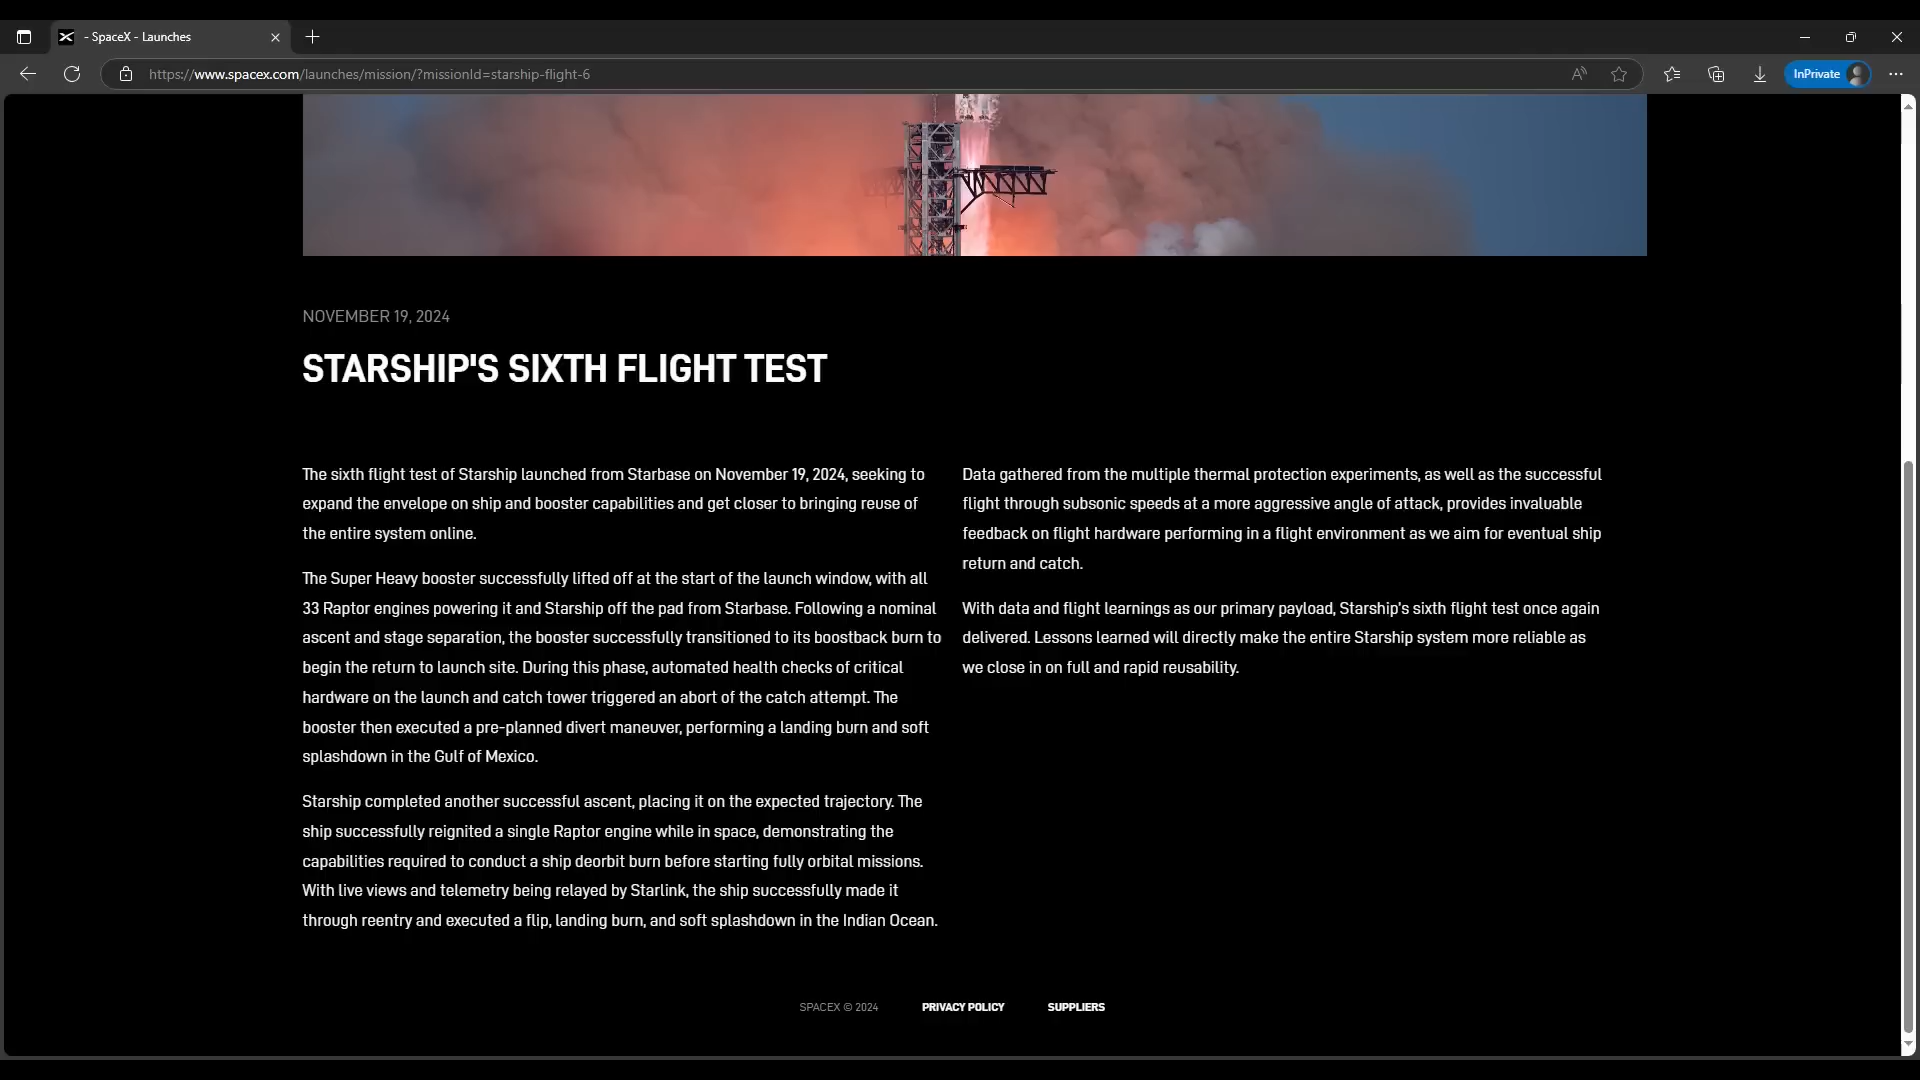 - SpaceX - Launches
https://www.spacex.com/launches/mission/?missionId=starship-flight-6
InPrivate
NOVEMBER 19, 2024
STARSHIP'S SIXTH FLIGHT TEST
The sixth flight test of Starship launched from Starbase on November 19, 2024, seeking to
expand the envelope on ship and booster capabilities and get closer to bringing reuse of
the entire system online.
The Super Heavy booster successfully lifted off at the start of the launch window, with all
33 Raptor engines powering it and Starship off the pad from Starbase. Following a nominal
ascent and stage separation, the booster successfully transitioned to its boostback burn to
begin the return to launch site. During this phase, automated health checks of critical
hardware on the launch and catch tower triggered an abort of the catch attempt. The
booster then executed a pre-planned divert maneuver, performing a landing burn and soft
splashdown in the Gulf of Mexico.
Starship completed another successful ascent, placing it on the expected trajectory. The
ship successfully reignited a single Raptor engine while in space, demonstrating the
capabilities required to conduct a ship deorbit burn before starting fully orbital missions.
With live views and telemetry being relayed by Starlink, the ship successfully made it
through reentry and executed a flip, landing burn, and soft splashdown in the Indian Ocean.
Data gathered from the multiple thermal protection experiments, as well as the successful
flight through subsonic speeds at a more aggressive angle of attack, provides invaluable
feedback on flight hardware performing in a flight environment as we aim for eventual ship
return and catch.
With data and flight learnings as our primary payload, Starship's sixth flight test once again
delivered. Lessons learned will directly make the entire Starship system more reliable as
we close in on full and rapid reusability.
SPACEX © 2024
PRIVACY POLICY
SUPPLIERS